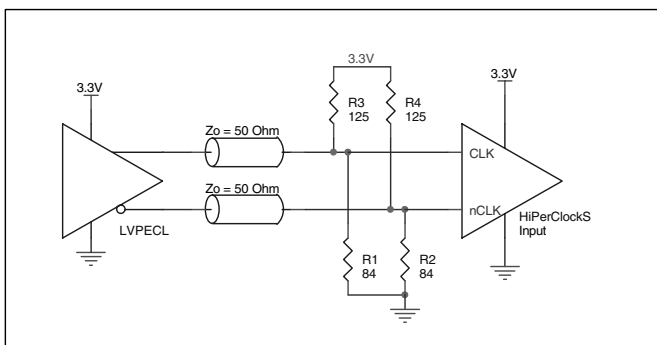 3.3V
3.3V
3.3V
R3
125
R4
125
Zo = 50 Ohm
CLK
Zo = 50 Ohm
nCLK
HiPerClockS
Input
LVPECL
R1
84
R2
84